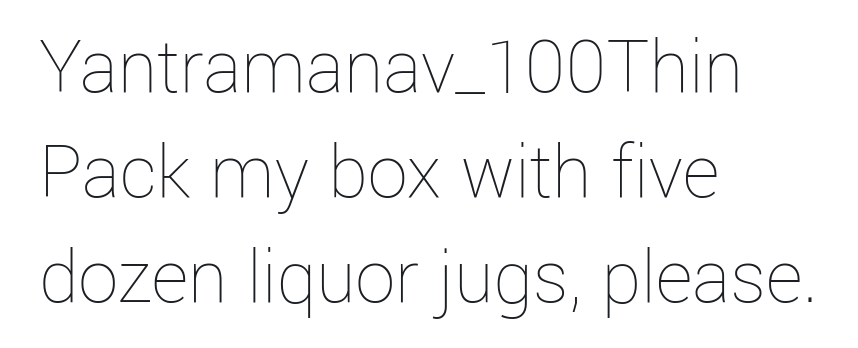 Yantramanav_100Thin
Pack my box with five
dozen liquor jugs, please.